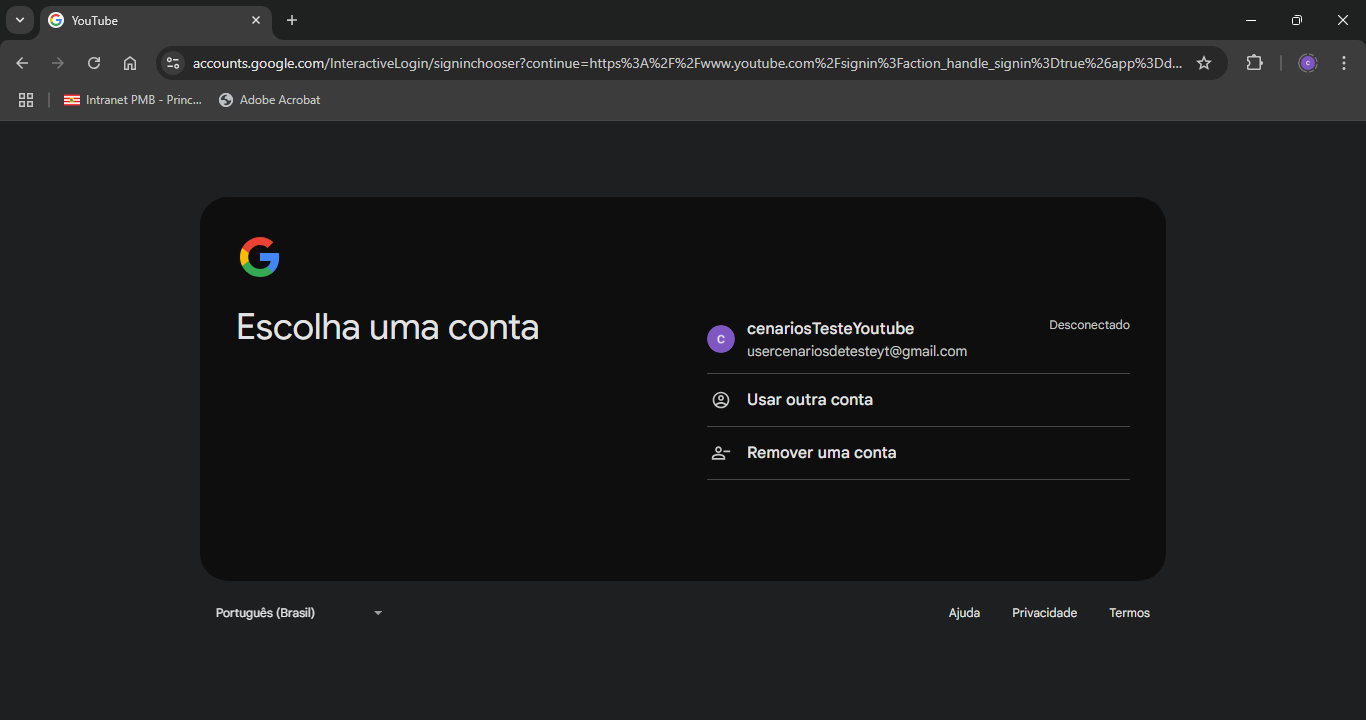 YouTube
accounts.google.com/InteractiveLogin/signinchooser?continue=https%3A%2F%2Fwww.youtube.com%2Fsignin%3Faction_handle_signin%3Dtrue%26app%3Dd...
C
Intranet PMB - Princ...
Adobe Acrobat
G
Escolha uma conta
C
cenariosTesteYoutube
Desconectado
usercenariosdetesteyt@gmail.com
Usar outra conta
Remover uma conta
Português (Brasil)
Ajuda
Privacidade
Termos